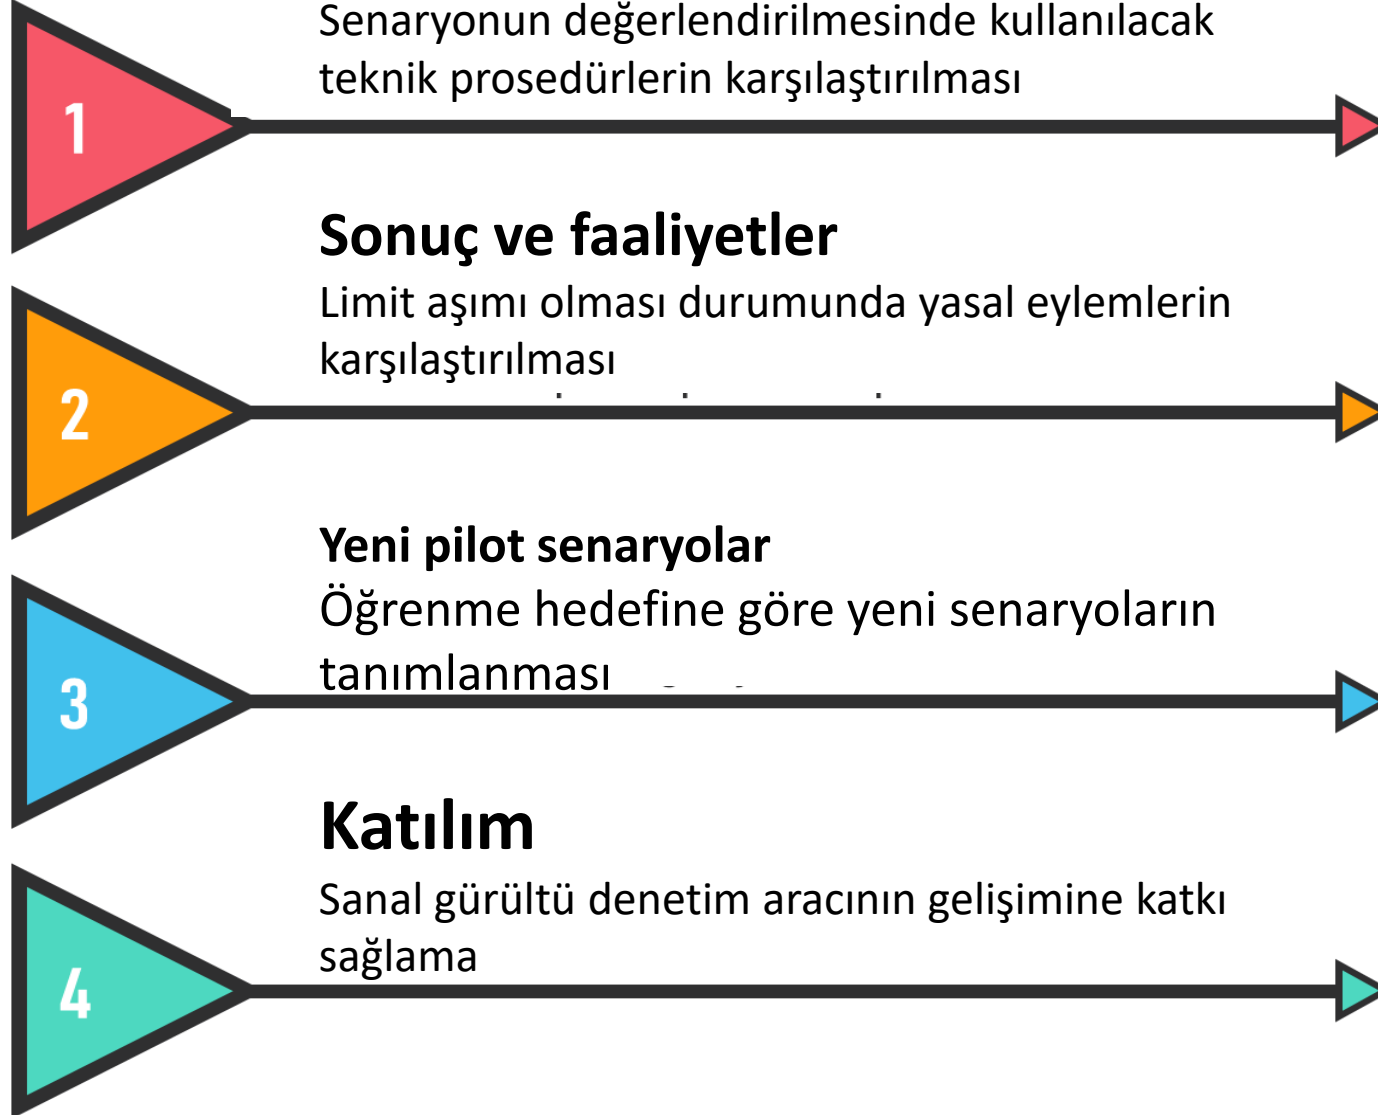 Senaryonun değerlendirilmesinde kullanılacak
teknik prosedürlerin karşılaştırılması
1
Sonuç ve faaliyetler
Limit aşımı olması durumunda yasal eylemlerin
karşılaştırılması
2
Yeni pilot senaryolar
Öğrenme hedefine göre yeni senaryoların
tanımlanması
3
Katılım
Sanal gürültü denetim aracının gelişimine katkı
sağlama
4